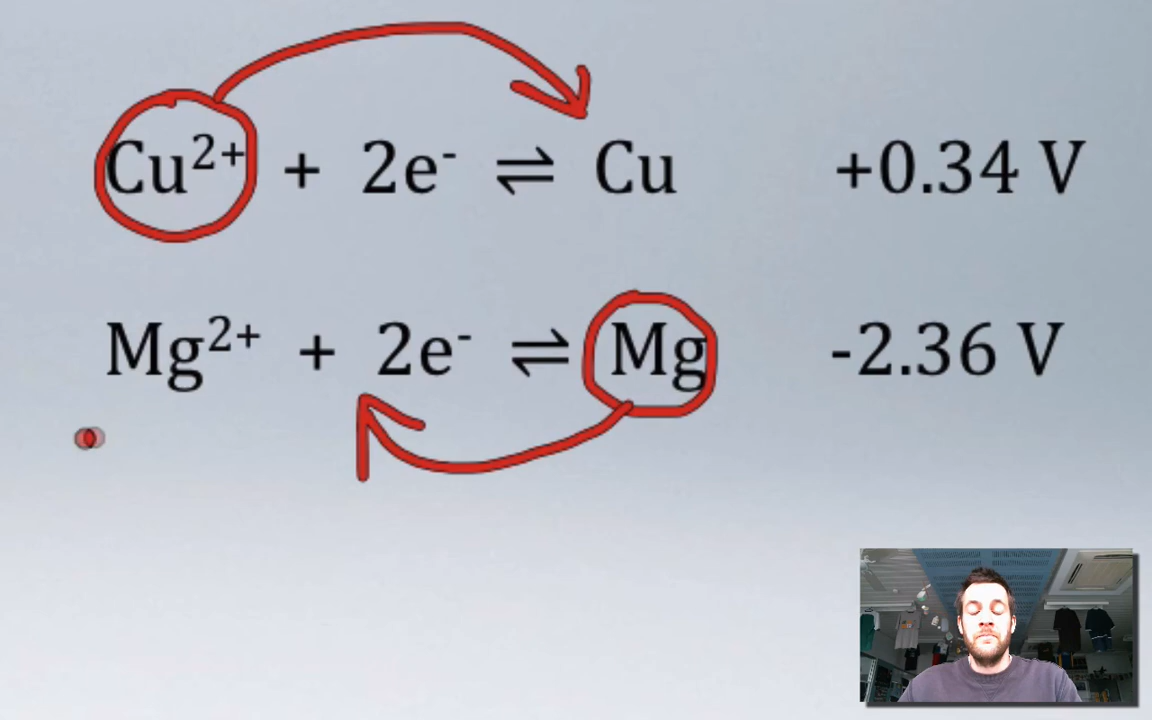 Cu²⁺ + 2e⁻ ⇌ Cu +0.34 V
Mg²⁺ + 2e⁻ ⇌ Mg -2.36 V